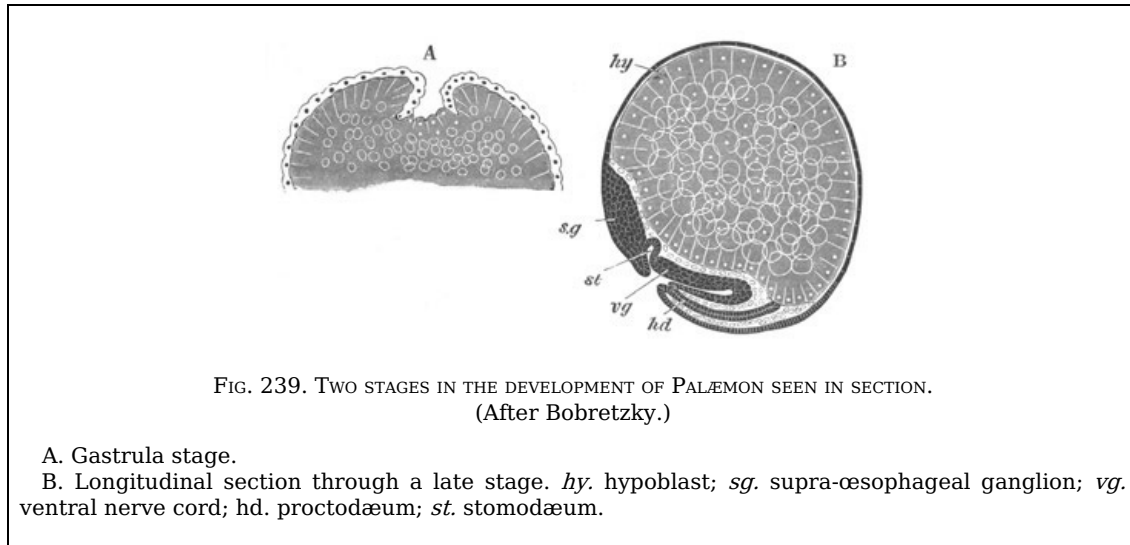 A
B
hy
s.g
st
vg
hd
FIG. 239. TWO STAGES IN THE DEVELOPMENT OF PALÆMON SEEN IN SECTION.
(After Bobretzky.)
A. Gastrula stage.
B. Longitudinal section through a late stage. hy. hypoblast; sg. supra-œsophageal ganglion; vg.
ventral nerve cord; hd. proctodæum; st. stomodæum.